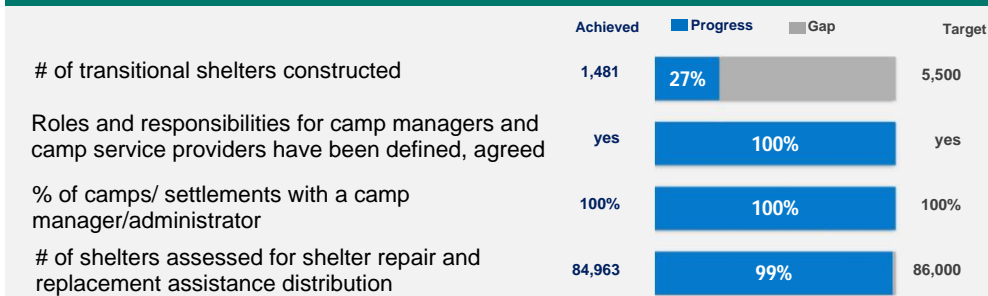 Achieved Progress Gap Target
# of transitional shelters constructed 1,481 27% 5,500
Roles and responsibilities for camp managers and
camp service providers have been defined, agreed yes 100% yes
% of camps/ settlements with a camp
manager/administrator 100% 100% 100%
# of shelters assessed for shelter repair and
replacement assistance distribution 84,963 99% 86,000